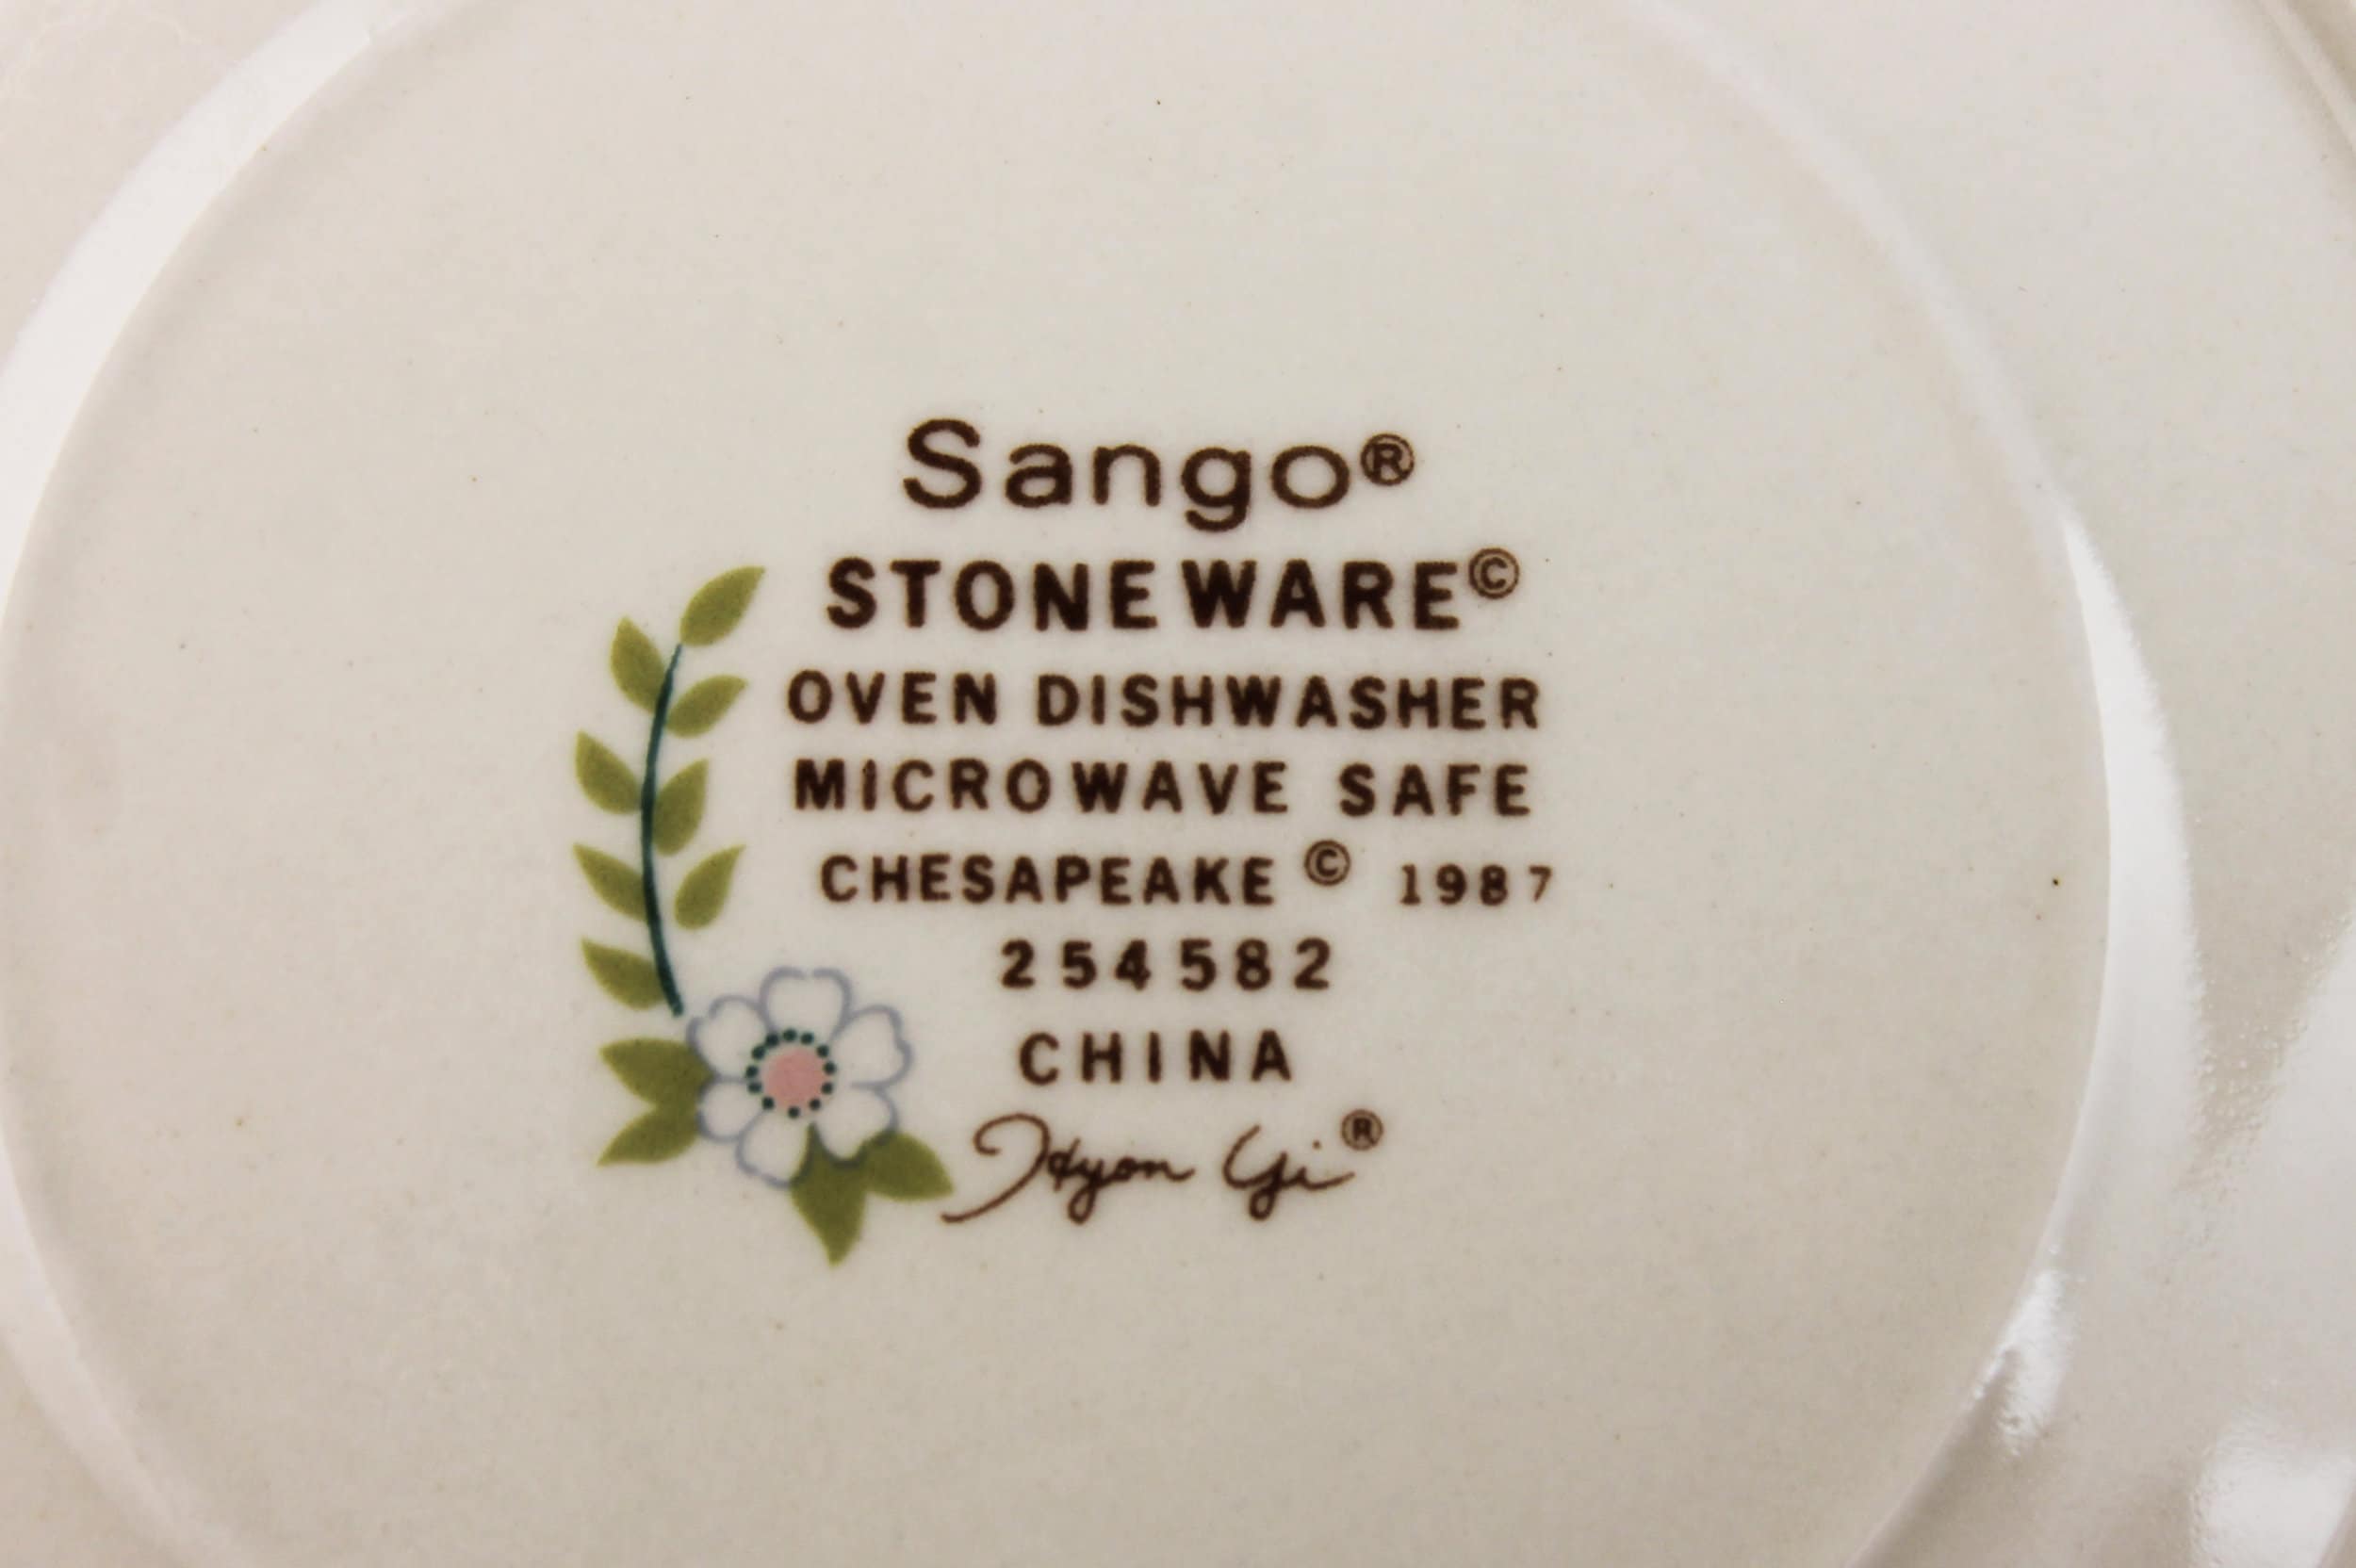 Sango®
STONEWARE©
OVEN DISHWASHER
MICROWAVE SAFE
CHESAPEAKE © 1987
254582
CHINA
Hyon Yi®